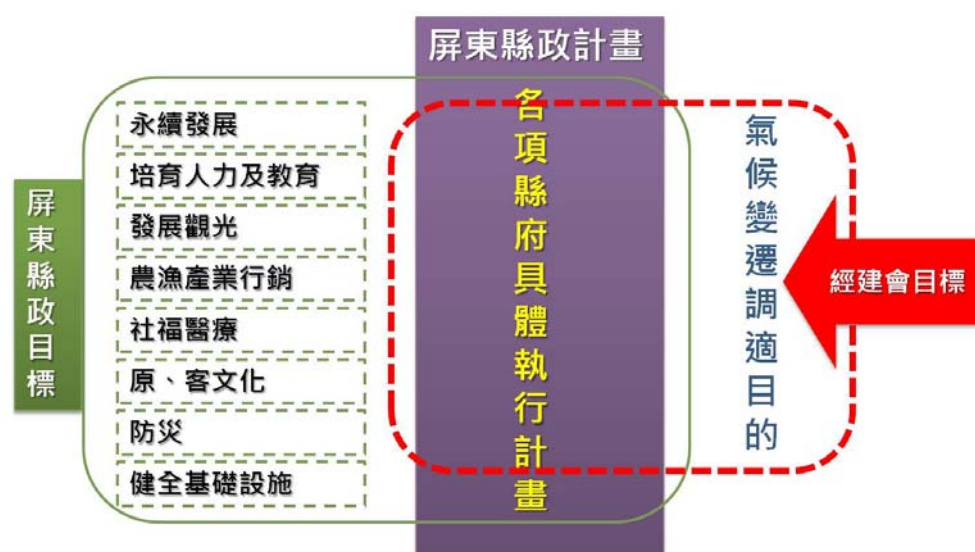 屏東縣政計畫
屏東縣政目標
永續發展
培育人力及教育
發展觀光
農漁產業行銷
社福醫療
原、客文化
防災
健全基礎設施
各項縣府具體執行計畫
氣候變遷調適目的
經建會目標